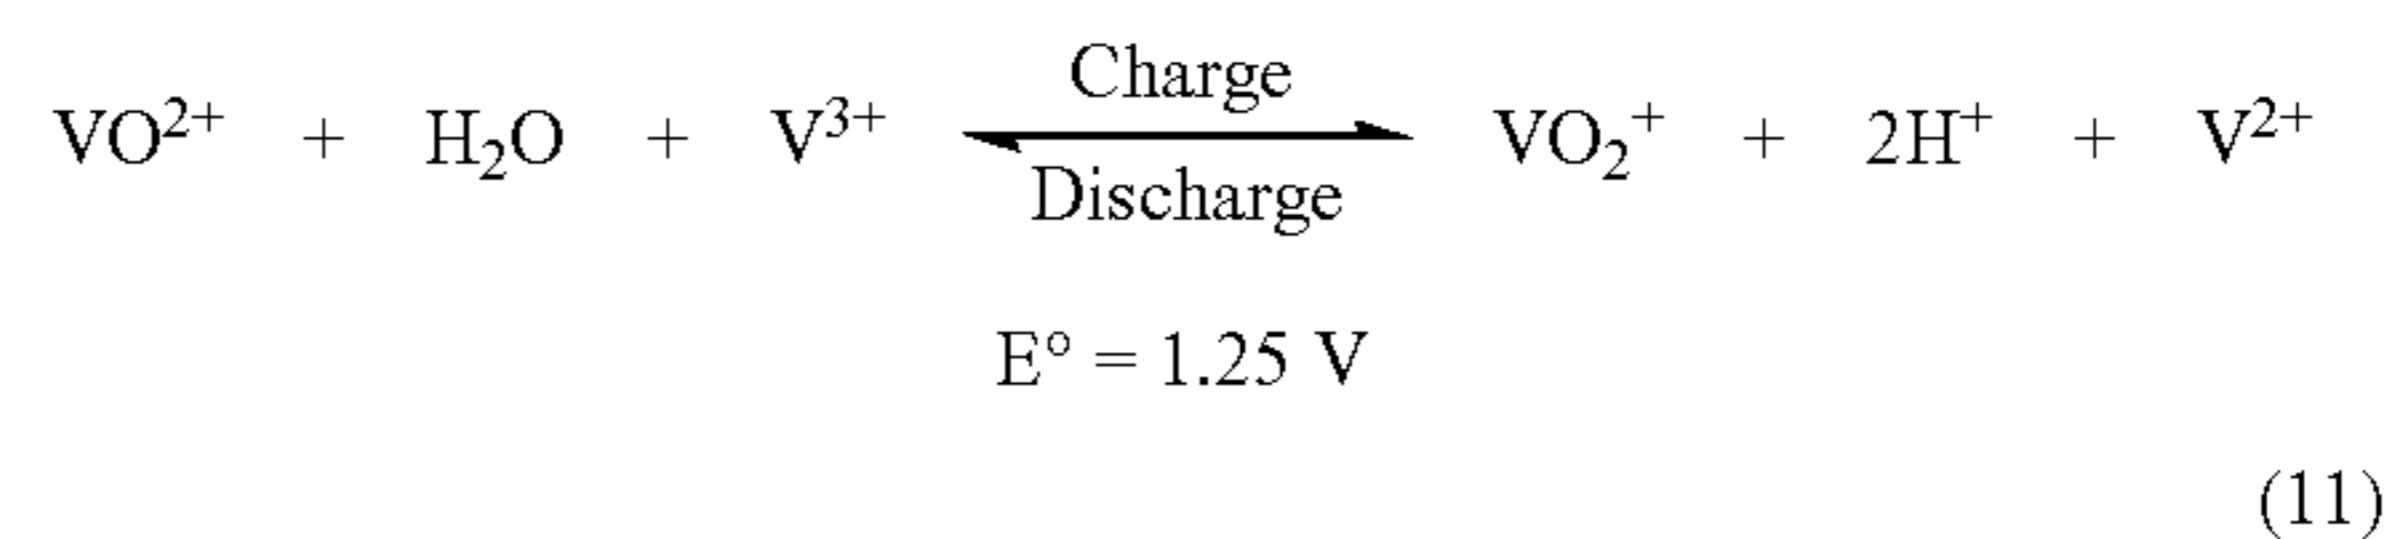 Charge
VO²⁺ + H₂O + V³⁺ ⇌ VO₂⁺ + 2H⁺ + V²⁺
Discharge
E° = 1.25 V
(11)